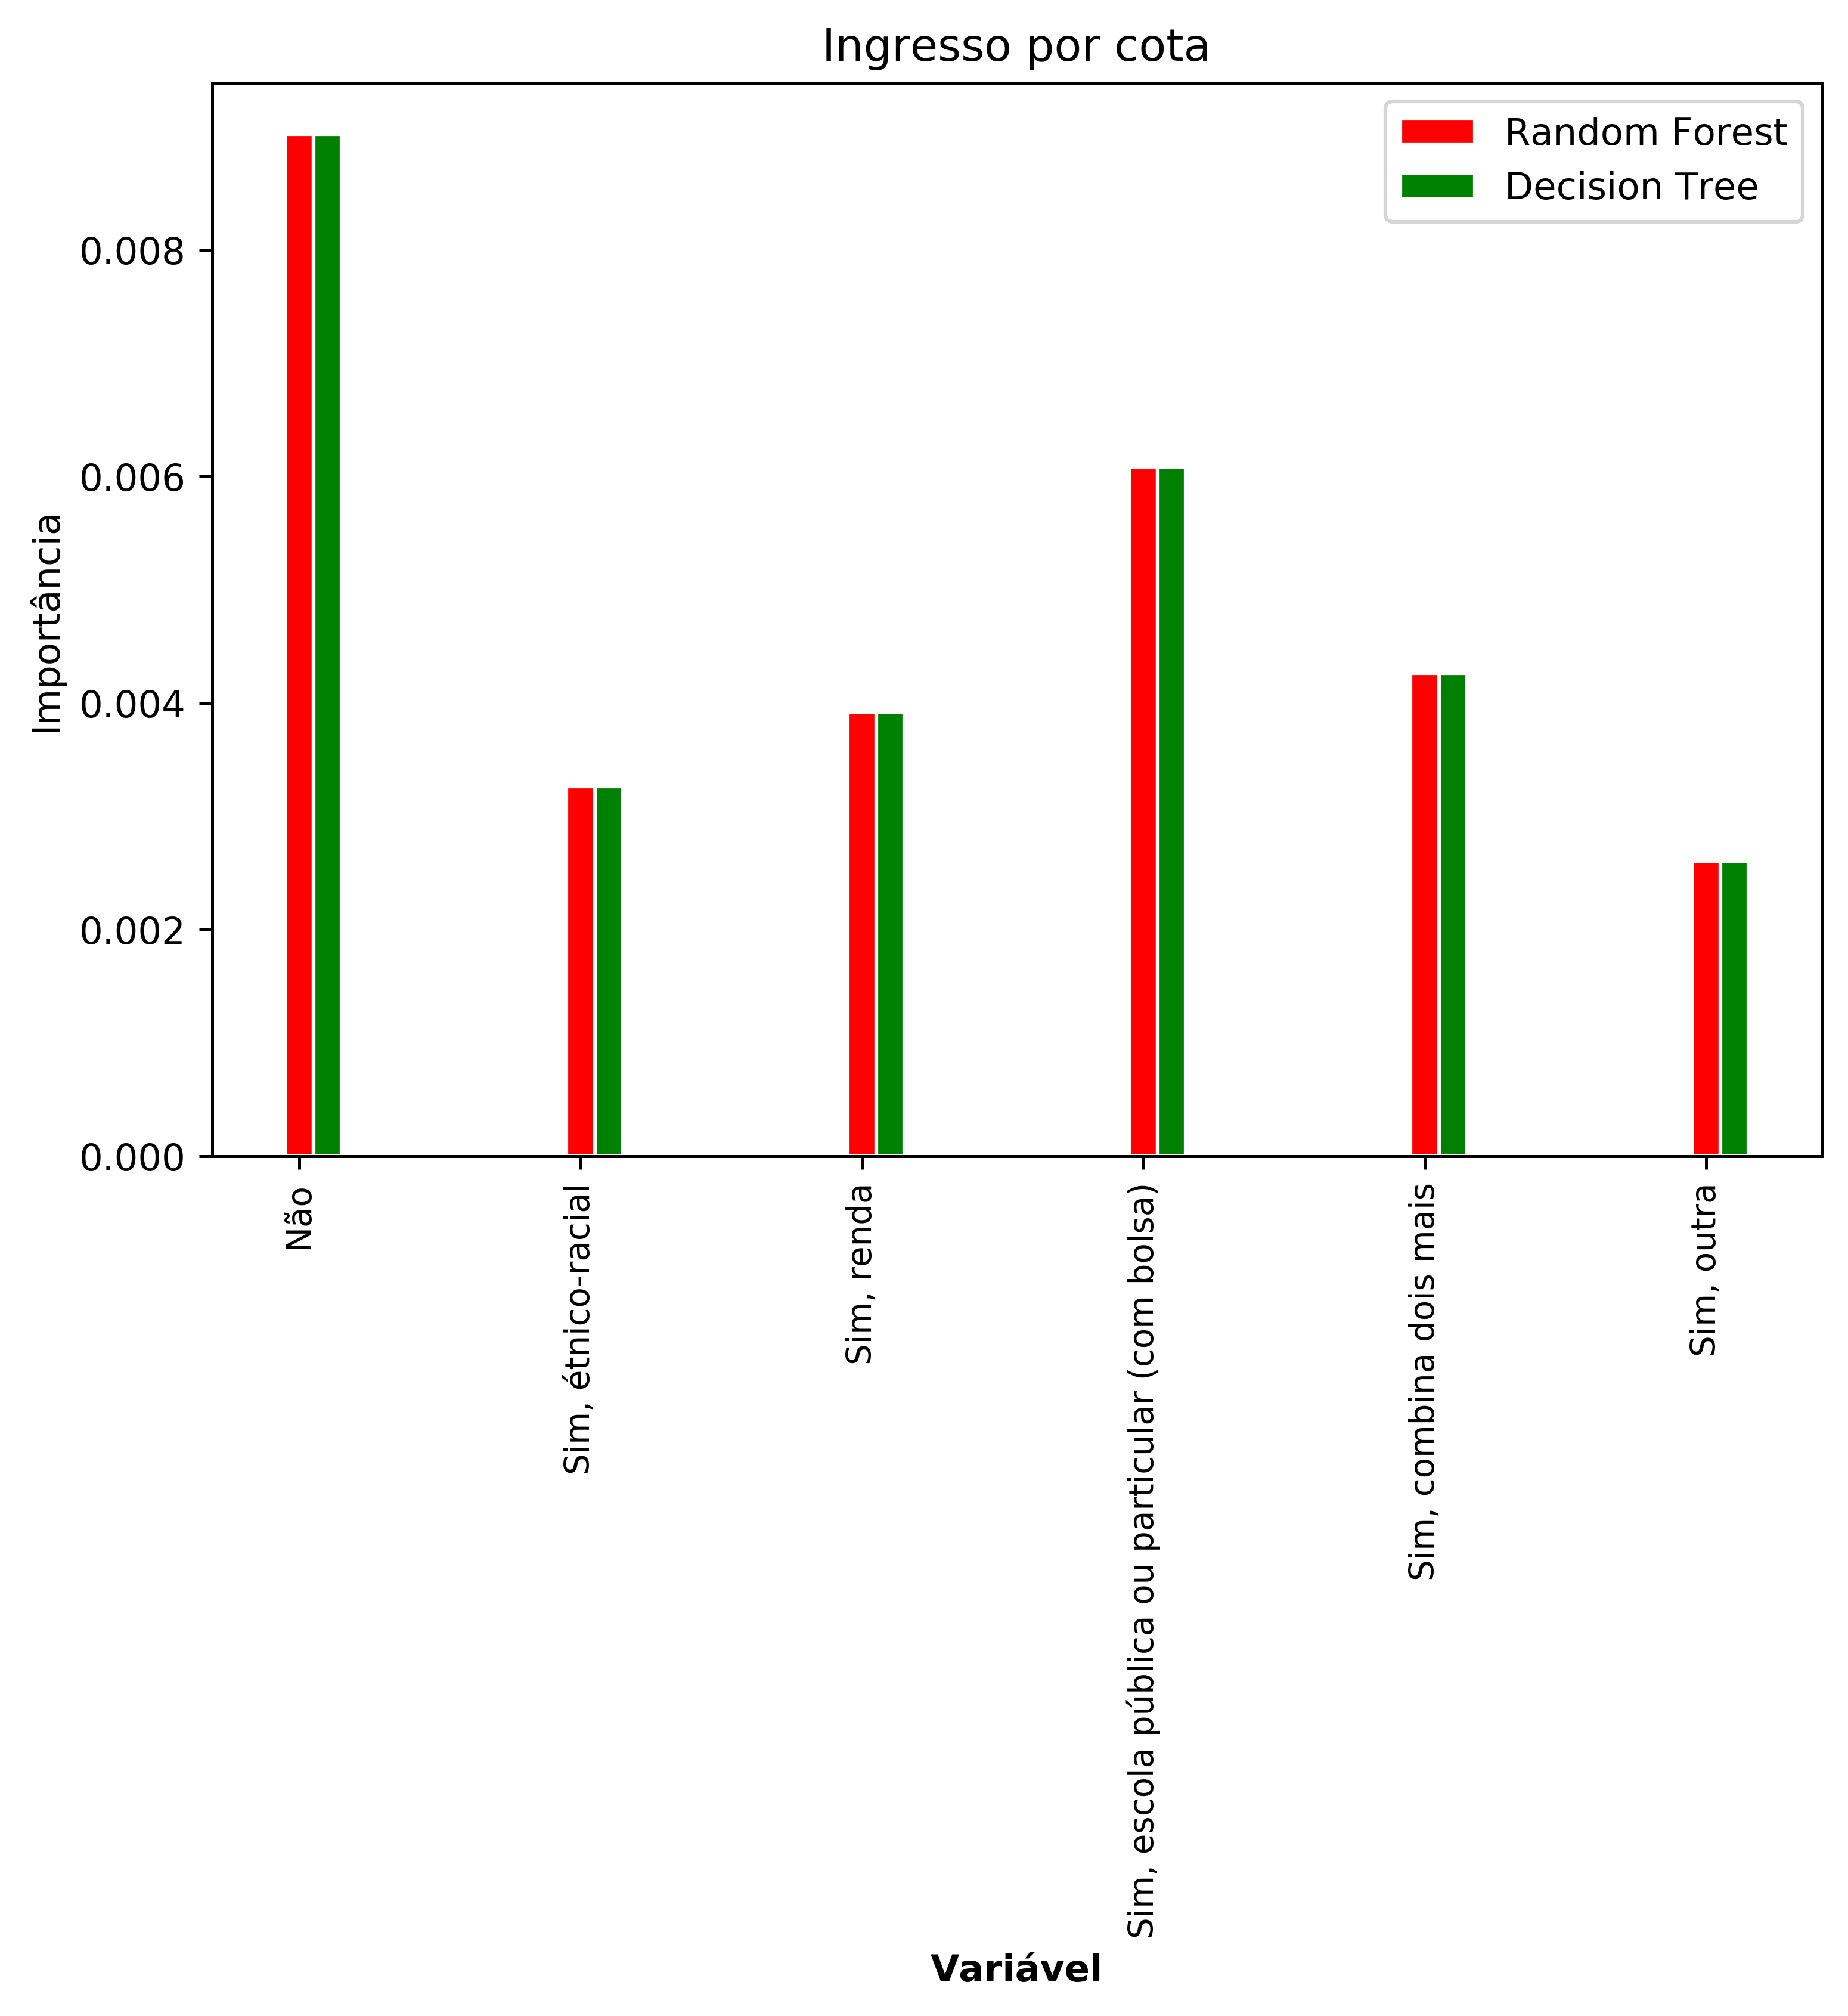 Ingresso por cota
Random Forest
Decision Tree
Importância
0.008
0.006
0.004
0.002
0.000
Não
Sim, étnico-racial
Sim, renda
Sim, escola pública ou particular (com bolsa)
Sim, combina dois mais
Sim, outra
Variável